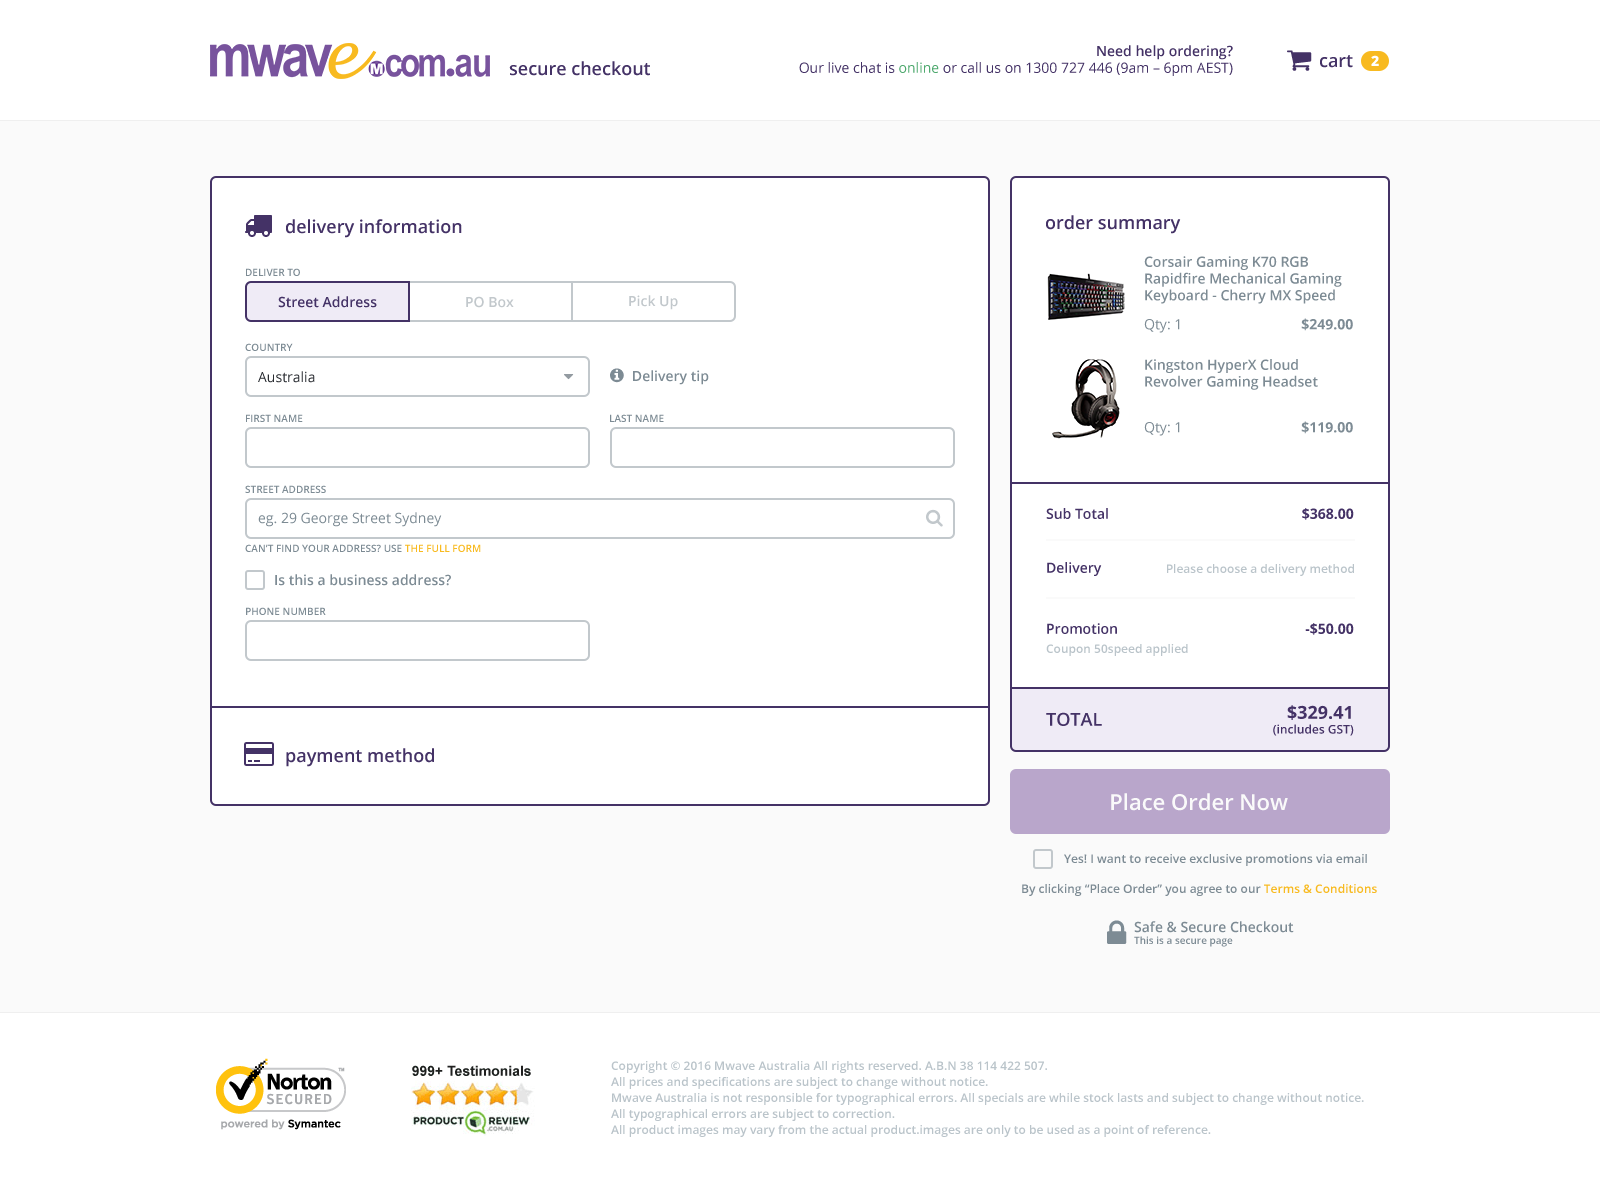 mwave.com.au secure checkout
Need help ordering?
Our live chat is online or call us on 1300 727 446 (9am – 6pm AEST)
cart 2
delivery information
DELIVER TO
Street Address
PO Box
Pick Up
COUNTRY
Australia
Delivery tip
FIRST NAME
LAST NAME
STREET ADDRESS
eg. 29 George Street Sydney
CAN'T FIND YOUR ADDRESS? USE THE FULL FORM
Is this a business address?
PHONE NUMBER
payment method
order summary
Corsair Gaming K70 RGB
Rapidfire Mechanical Gaming
Keyboard - Cherry MX Speed
Qty: 1 $249.00
Kingston HyperX Cloud
Revolver Gaming Headset
Qty: 1 $119.00
Sub Total $368.00
Delivery Please choose a delivery method
Promotion -$50.00
Coupon 50speed applied
TOTAL $329.41
(includes GST)
Place Order Now
Yes! I want to receive exclusive promotions via email
By clicking “Place Order” you agree to our Terms & Conditions
Safe & Secure Checkout
This is a secure page
Norton
SECURED
powered by Symantec
999+ Testimonials
PRODUCT REVIEW
.COM.AU
Copyright © 2016 Mwave Australia All rights reserved. A.B.N 38 114 422 507.
All prices and specifications are subject to change without notice.
Mwave Australia is not responsible for typographical errors. All specials are while stock lasts and subject to change without notice.
All typographical errors are subject to correction.
All product images may vary from the actual product.images are only to be used as a point of reference.